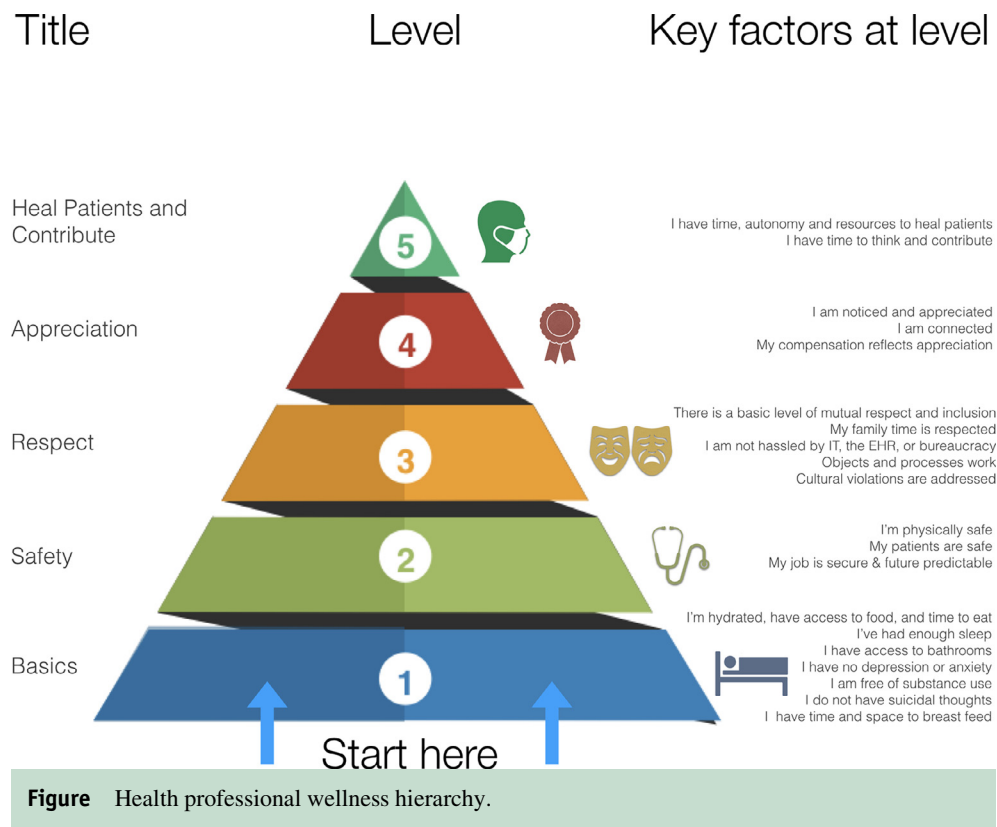 Title
Level
Key factors at level
Heal Patients and
Contribute
5
I have time, autonomy and resources to heal patients
I have time to think and contribute
Appreciation
4
I am noticed and appreciated
I am connected
My compensation reflects appreciation
Respect
3
There is a basic level of mutual respect and inclusion
My family time is respected
I am not hassled by IT, the EHR, or bureaucracy
Objects and processes work
Cultural violations are addressed
Safety
2
I'm physically safe
My patients are safe
My job is secure & future predictable
Basics
1
I'm hydrated, have access to food, and time to eat
I've had enough sleep
I have access to bathrooms
I have no depression or anxiety
I am free of substance use
I do not have suicidal thoughts
I have time and space to breast feed
Start here
Figure Health professional wellness hierarchy.